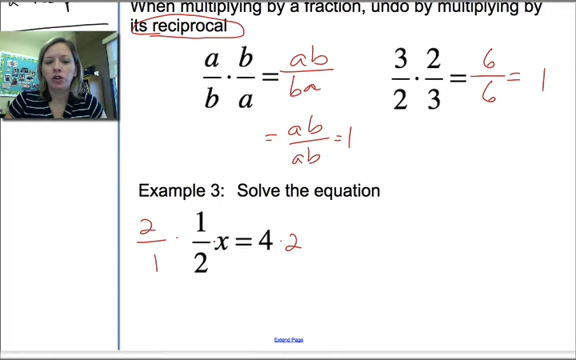 When multiplying by a fraction, undo by multiplying by
its reciprocal
a/b · b/a = ab/ba
= ab/ab = 1
3/2 · 2/3 = 6/6 = 1
Example 3: Solve the equation
2/1 · 1/2 x = 4 · 2
Extend Page